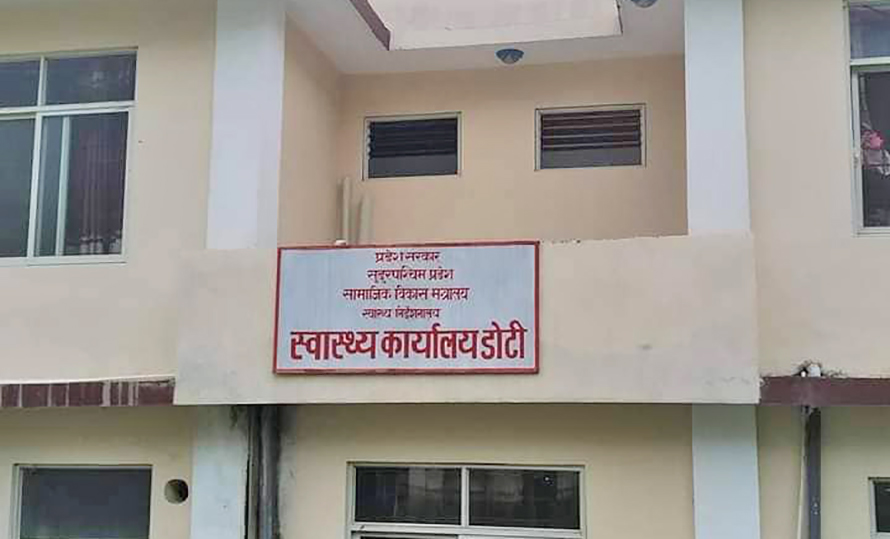 प्रदेश सरकार
सुदूरपश्चिम प्रदेश
सामाजिक विकास मन्त्रालय
स्वास्थ्य निर्देशनालय
स्वास्थ्य कार्यालय डोटी